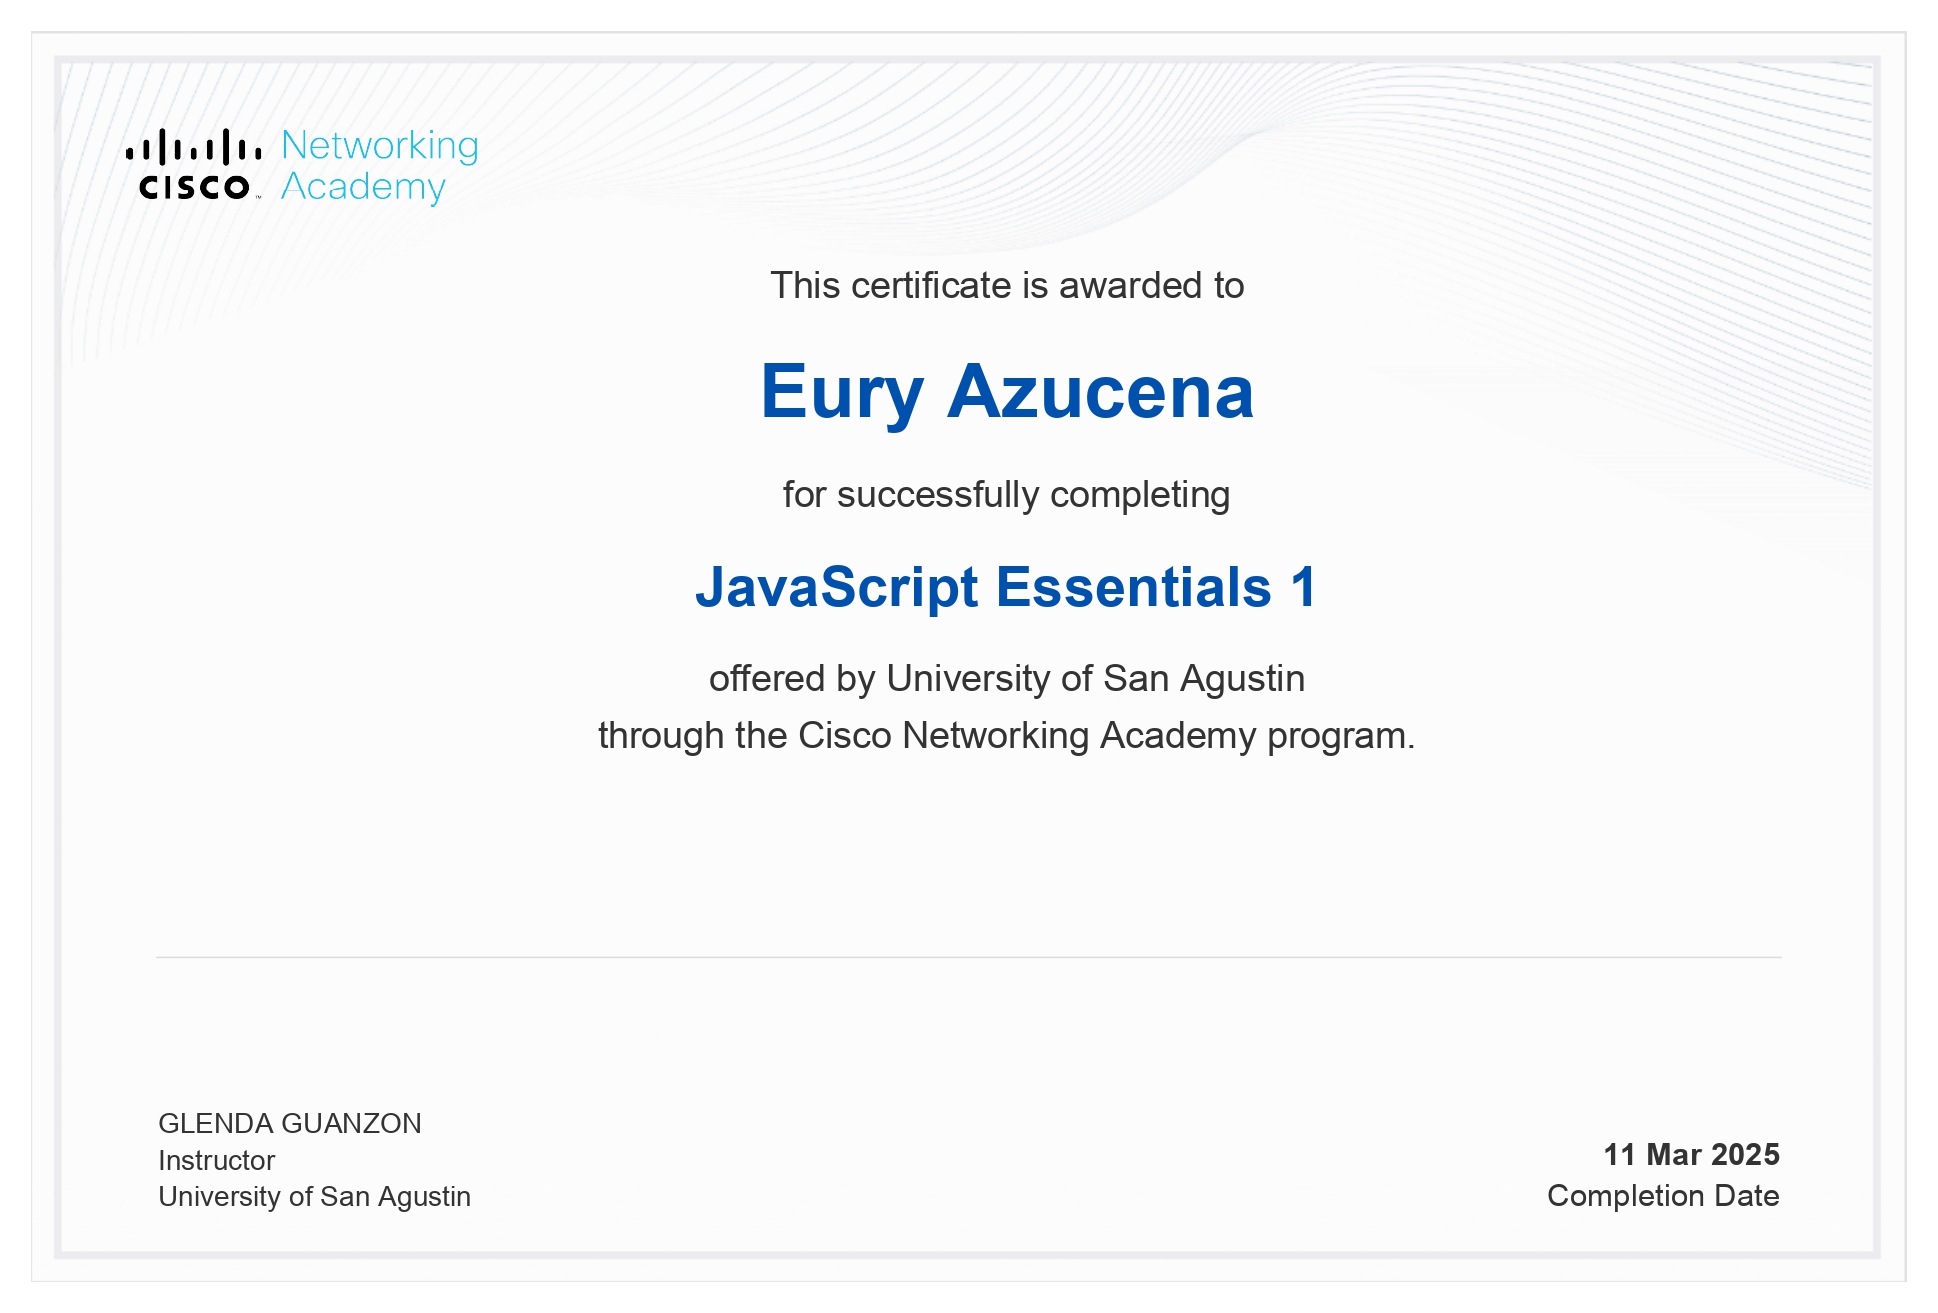 Networking
CISCO™ Academy
This certificate is awarded to
Eury Azucena
for successfully completing
JavaScript Essentials 1
offered by University of San Agustin
through the Cisco Networking Academy program.
GLENDA GUANZON
Instructor
University of San Agustin
11 Mar 2025
Completion Date